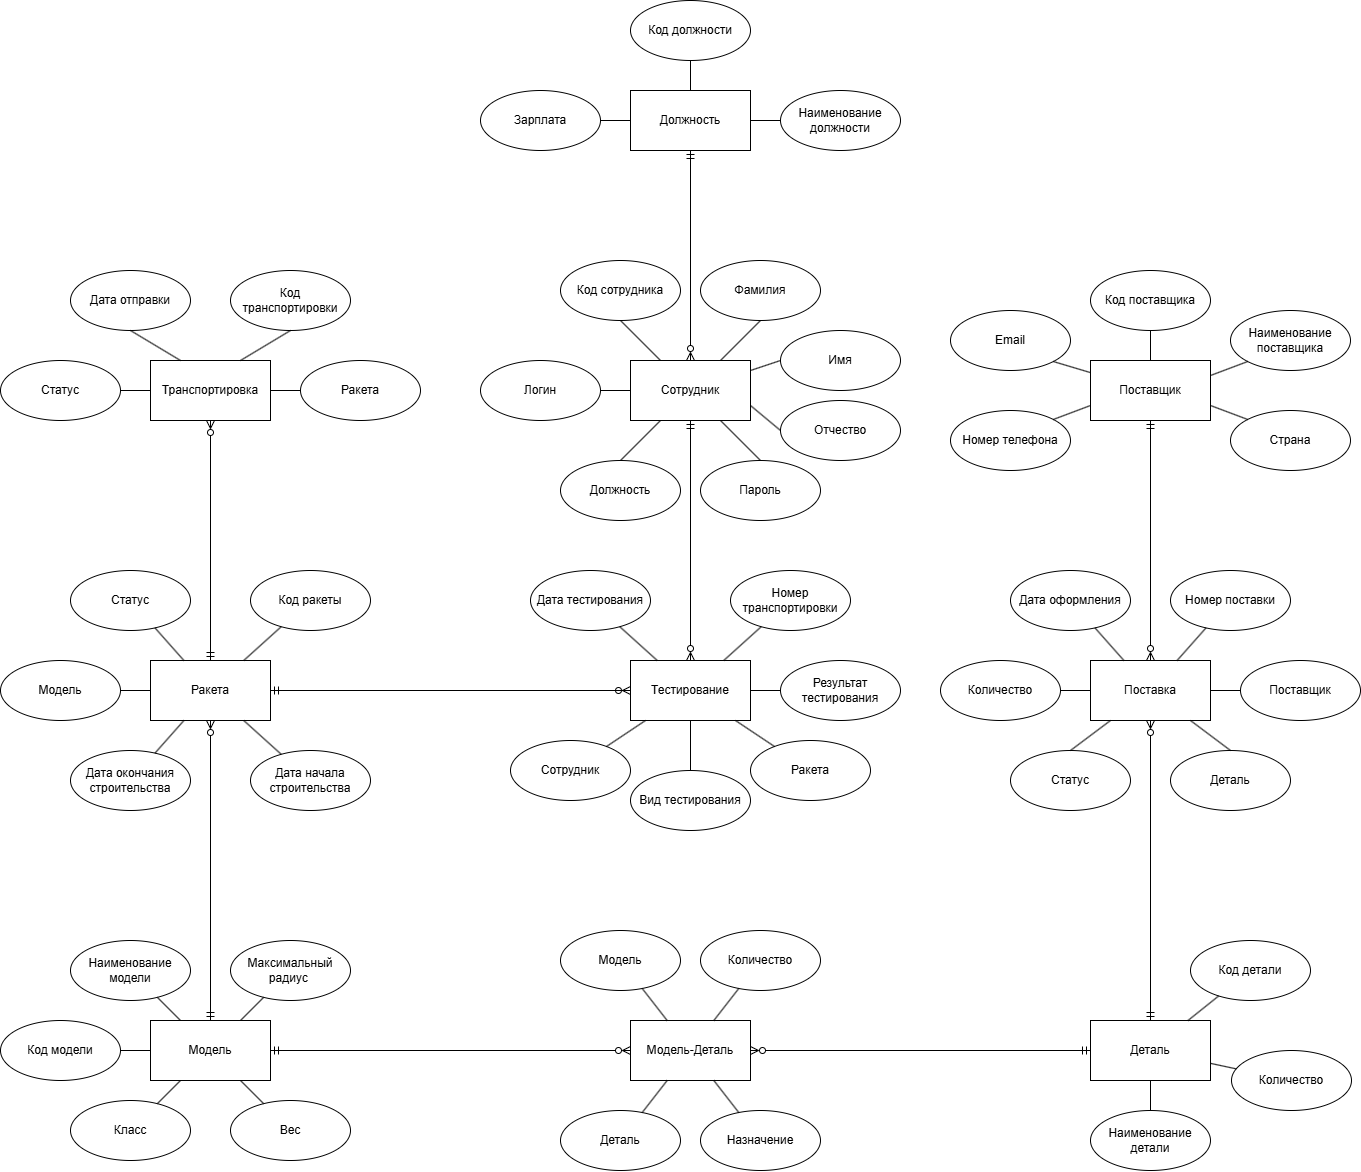 Код должности
Зарплата
Должность
Наименование
должности
Код сотрудника
Фамилия
Логин
Сотрудник
Имя
Отчество
Должность
Пароль
Дата отправки
Код
транспортировки
Статус
Транспортировка
Ракета
Код поставщика
Email
Наименование
поставщика
Поставщик
Номер телефона
Страна
Статус
Код ракеты
Модель
Ракета
Дата окончания
строительства
Дата начала
строительства
Дата тестирования
Номер
транспортировки
Тестирование
Результат
тестирования
Сотрудник
Вид тестирования
Ракета
Дата оформления
Номер поставки
Количество
Поставка
Поставщик
Статус
Деталь
Наименование
модели
Максимальный
радиус
Код модели
Модель
Класс
Вес
Модель
Количество
Модель-Деталь
Деталь
Назначение
Код детали
Деталь
Количество
Наименование
детали